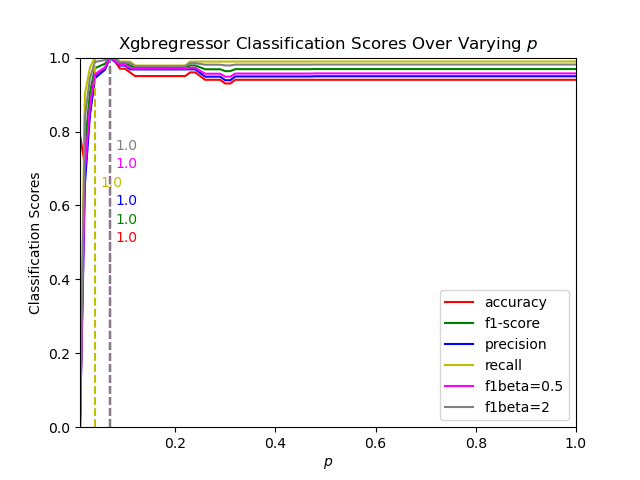 Xgbregressor Classification Scores Over Varying p
Classification Scores
1.0
0.8
0.6
0.4
0.2
0.0
1.0
1.0
1.0
1.0
1.0
1.0
accuracy
f1-score
precision
recall
f1beta=0.5
f1beta=2
0.2
0.4
0.6
0.8
1.0
p